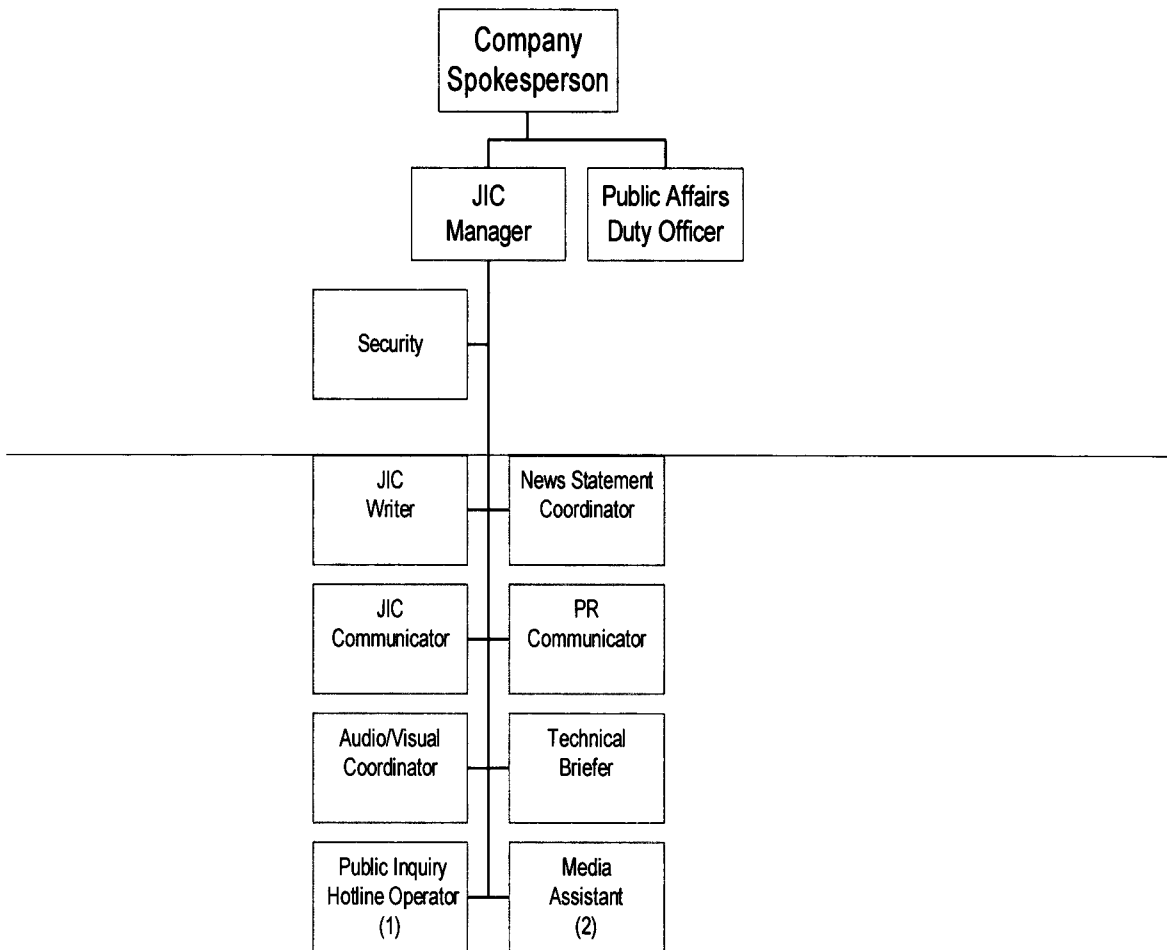 Company
Spokesperson
JIC
Manager
Public Affairs
Duty Officer
Security
JIC
Writer
News Statement
Coordinator
JIC
Communicator
PR
Communicator
Audio/Visual
Coordinator
Technical
Briefer
Public Inquiry
Hotline Operator
(1)
Media
Assistant
(2)